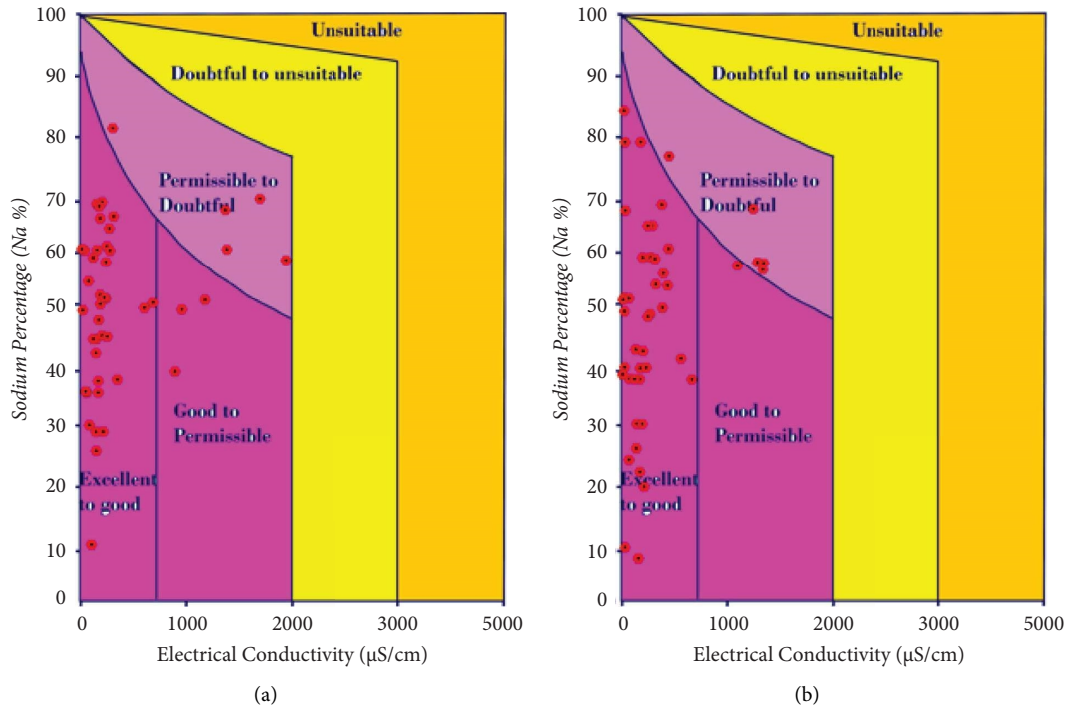 100
90
80
70
60
50
40
30
20
10
0
Sodium Percentage (Na %)
Unsuitable
Doubtful to unsuitable
Permissible to
Doubtful
Good to
Permissible
Excellent
to good
0
1000
2000
3000
5000
Electrical Conductivity (µS/cm)
(a)
100
90
80
70
60
50
40
30
20
10
0
Sodium Percentage (Na %)
Unsuitable
Doubtful to unsuitable
Permissible to
Doubtful
Good to
Permissible
Excellent
to good
0
1000
2000
3000
5000
Electrical Conductivity (µS/cm)
(b)